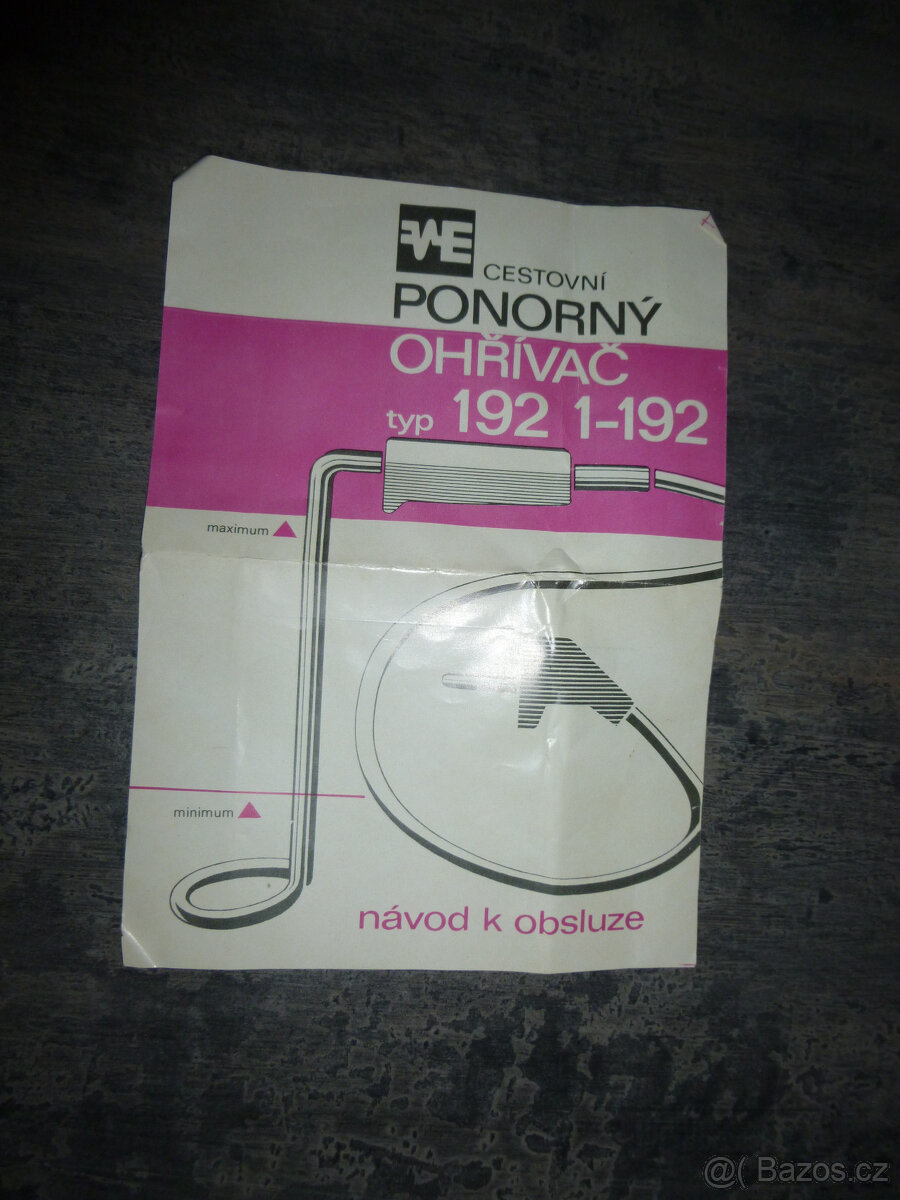 CESTOVNÍ
PONORNÝ
OHŘÍVAČ
typ 192 1-192
maximum
minimum
návod k obsluze
@( Bazos.cz